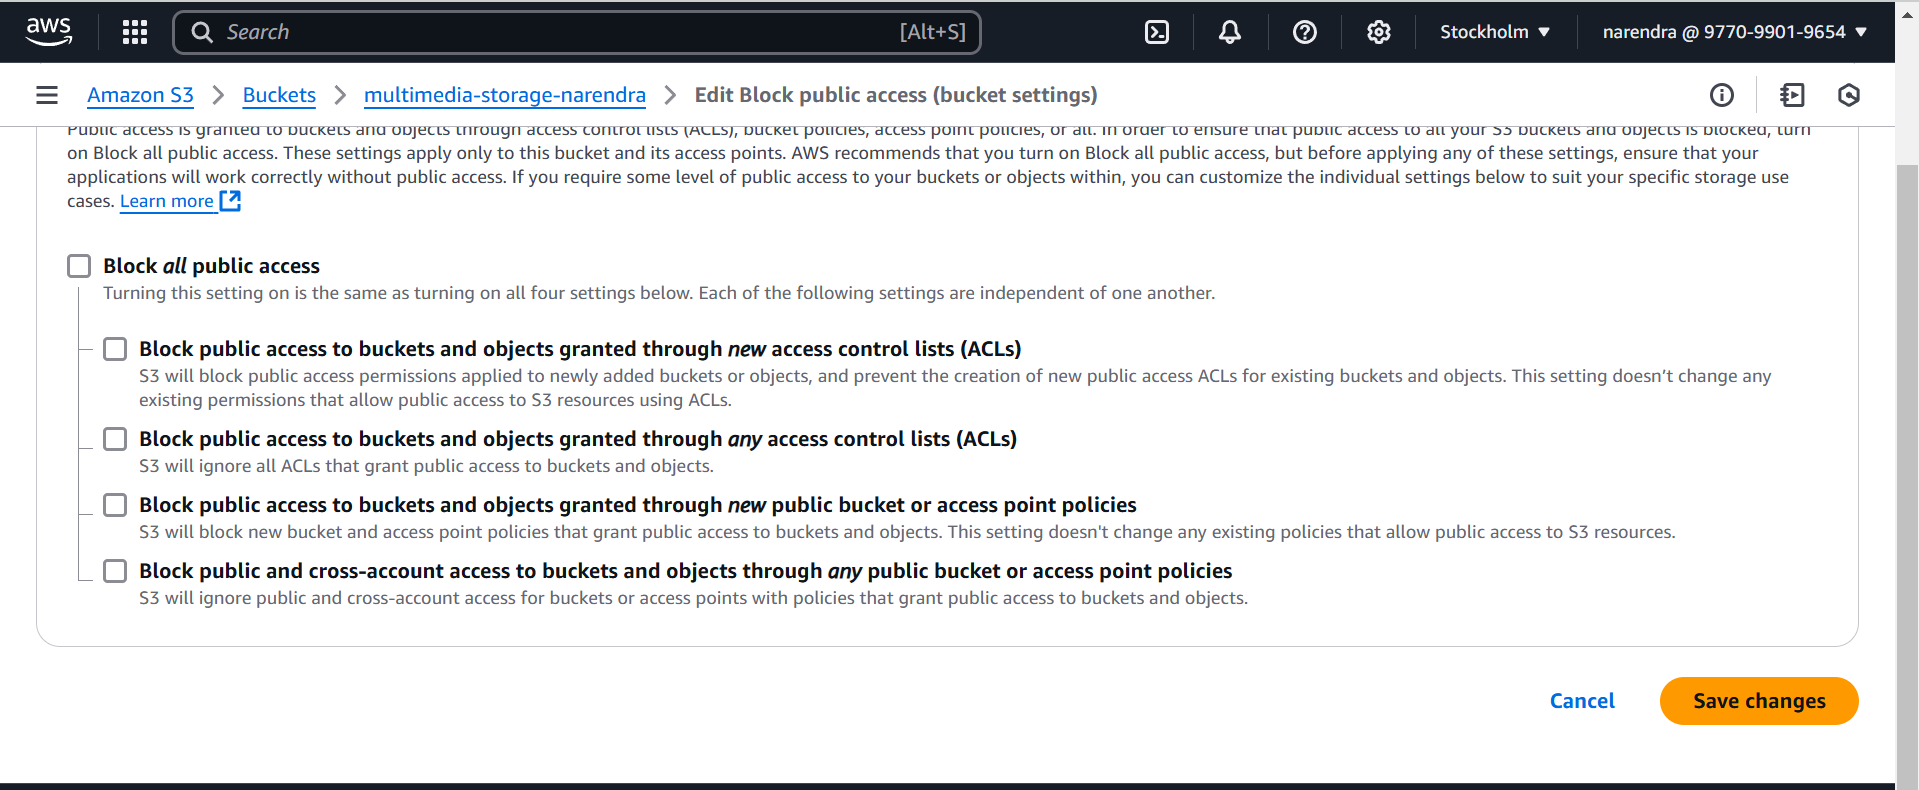 aws
Search [Alt+S]
Stockholm
narendra @ 9770-9901-9654
Amazon S3 > Buckets > multimedia-storage-narendra > Edit Block public access (bucket settings)
Public access is granted to buckets and objects through access control lists (ACLs), bucket policies, access point policies, or all. In order to ensure that public access to all your S3 buckets and objects is blocked, turn
on Block all public access. These settings apply only to this bucket and its access points. AWS recommends that you turn on Block all public access, but before applying any of these settings, ensure that your
applications will work correctly without public access. If you require some level of public access to your buckets or objects within, you can customize the individual settings below to suit your specific storage use
cases. Learn more
Block all public access
Turning this setting on is the same as turning on all four settings below. Each of the following settings are independent of one another.
Block public access to buckets and objects granted through new access control lists (ACLs)
S3 will block public access permissions applied to newly added buckets or objects, and prevent the creation of new public access ACLs for existing buckets and objects. This setting doesn’t change any
existing permissions that allow public access to S3 resources using ACLs.
Block public access to buckets and objects granted through any access control lists (ACLs)
S3 will ignore all ACLs that grant public access to buckets and objects.
Block public access to buckets and objects granted through new public bucket or access point policies
S3 will block new bucket and access point policies that grant public access to buckets and objects. This setting doesn't change any existing policies that allow public access to S3 resources.
Block public and cross-account access to buckets and objects through any public bucket or access point policies
S3 will ignore public and cross-account access for buckets or access points with policies that grant public access to buckets and objects.
Cancel
Save changes